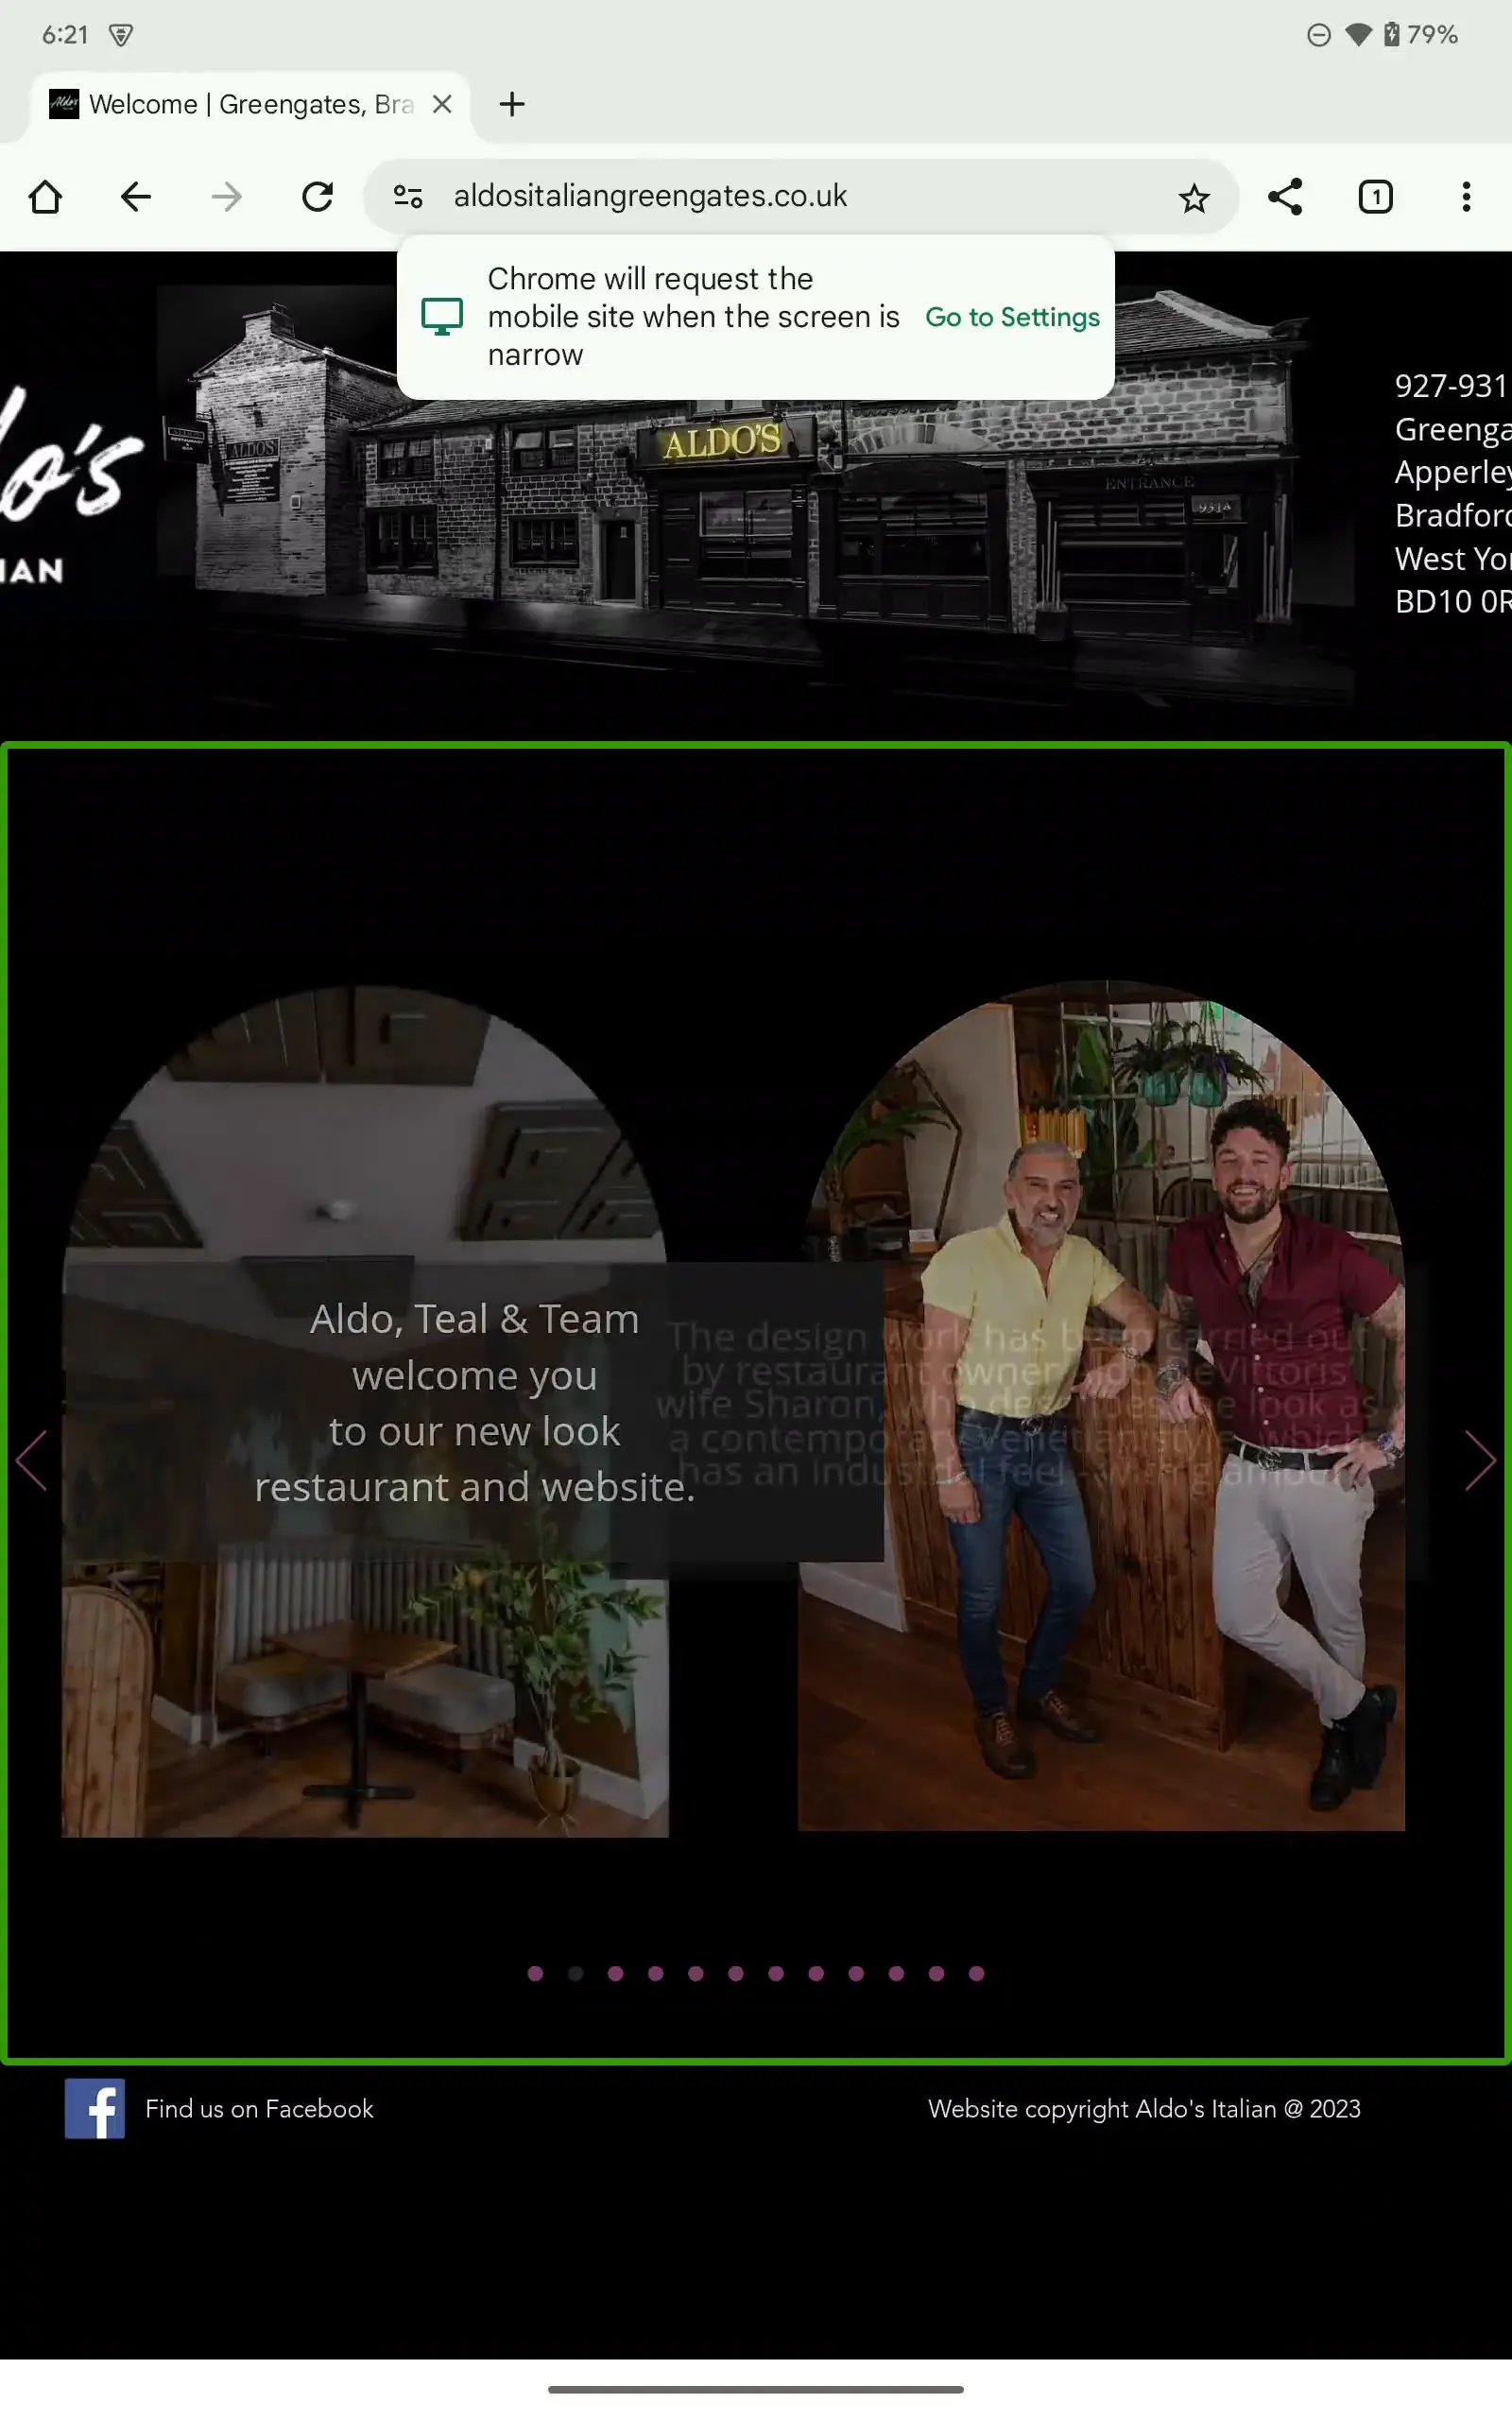 6:21
79%
Welcome | Greengates, Bra
aldositaliangreengates.co.uk
1
Chrome will request the
mobile site when the screen is
narrow
Go to Settings
do's
IAN
ALDO'S
ALDO'S
ENTRANCE
931A
927-931
Greenga
Apperley
Bradford
West Yo
BD10 0R
Aldo, Teal & Team
welcome you
to our new look
restaurant and website.
The design work has been carried out
by restaurant owner
wife Sharon, who describes the look as
a contemporary Venetian style, which
has an industrial feel
Find us on Facebook
Website copyright Aldo's Italian @ 2023